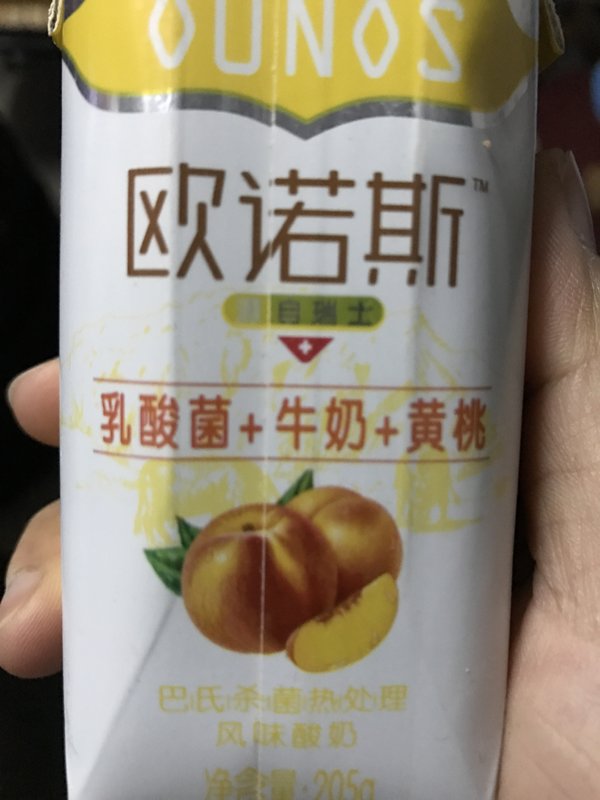 OUNOS
欧诺斯™
源自瑞士
乳酸菌+牛奶+黄桃
巴氏杀菌热处理
风味酸奶
净含量:205g